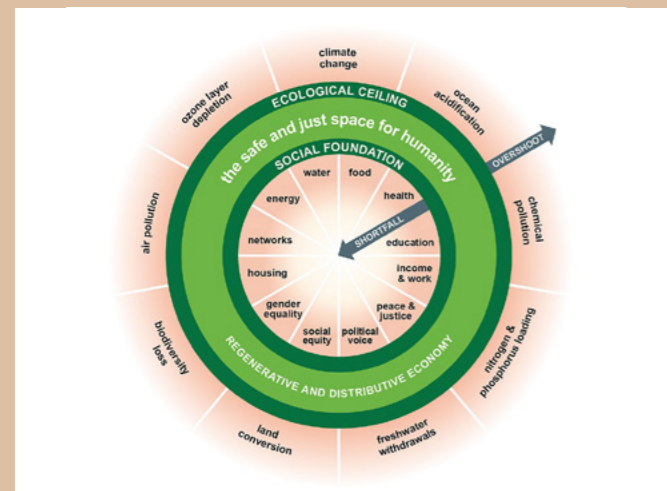 climate
change
ocean
acidification
chemical
pollution
nitrogen &
phosphorus loading
freshwater
withdrawals
land
conversion
biodiversity
loss
air pollution
ozone layer
depletion
OVERSHOOT
ECOLOGICAL CEILING
the safe and just space for humanity
SOCIAL FOUNDATION
water
food
health
SHORTFALL
education
income
& work
peace &
justice
political
voice
social
equity
gender
equality
housing
networks
energy
REGENERATIVE AND DISTRIBUTIVE ECONOMY